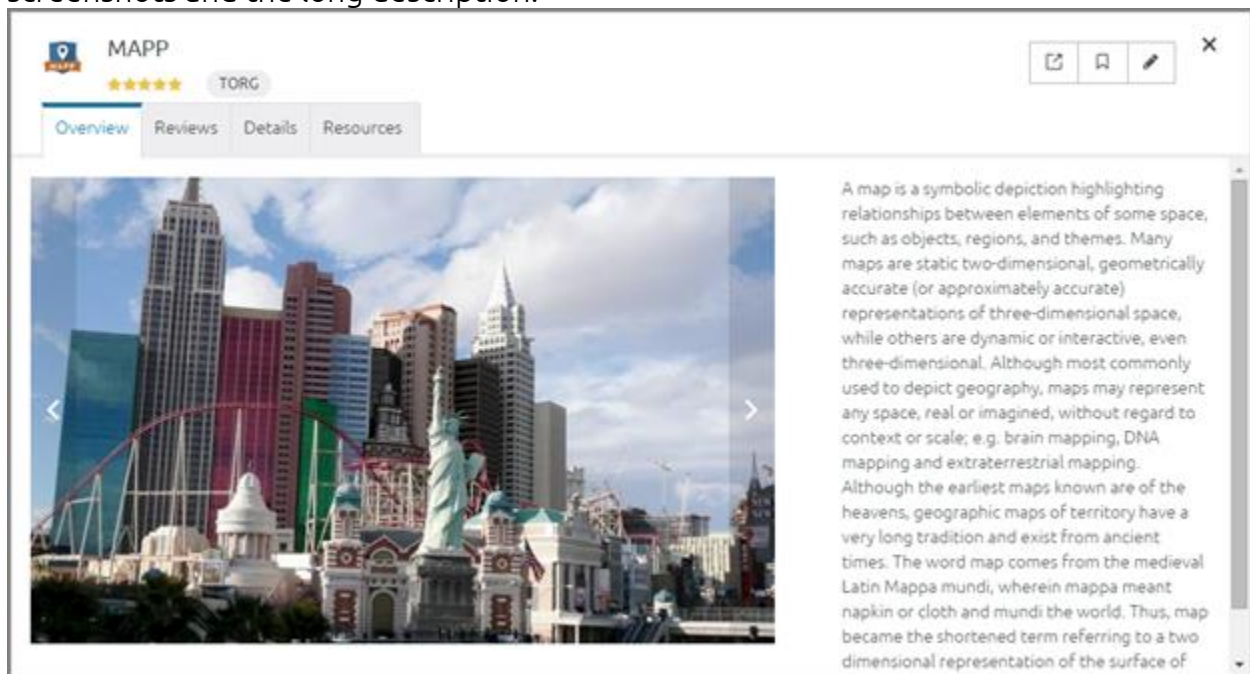 screenshots and the long description.
MAPP
MAPP
TORG
Overview Reviews Details Resources
A map is a symbolic depiction highlighting
relationships between elements of some space,
such as objects, regions, and themes. Many
maps are static two-dimensional, geometrically
accurate (or approximately accurate)
representations of three-dimensional space,
while others are dynamic or interactive, even
three-dimensional. Although most commonly
used to depict geography, maps may represent
any space, real or imagined, without regard to
context or scale; e.g. brain mapping, DNA
mapping and extraterrestrial mapping.
Although the earliest maps known are of the
heavens, geographic maps of territory have a
very long tradition and exist from ancient
times. The word map comes from the medieval
Latin Mappa mundi, wherein mappa meant
napkin or cloth and mundi the world. Thus, map
became the shortened term referring to a two
dimensional representation of the surface of